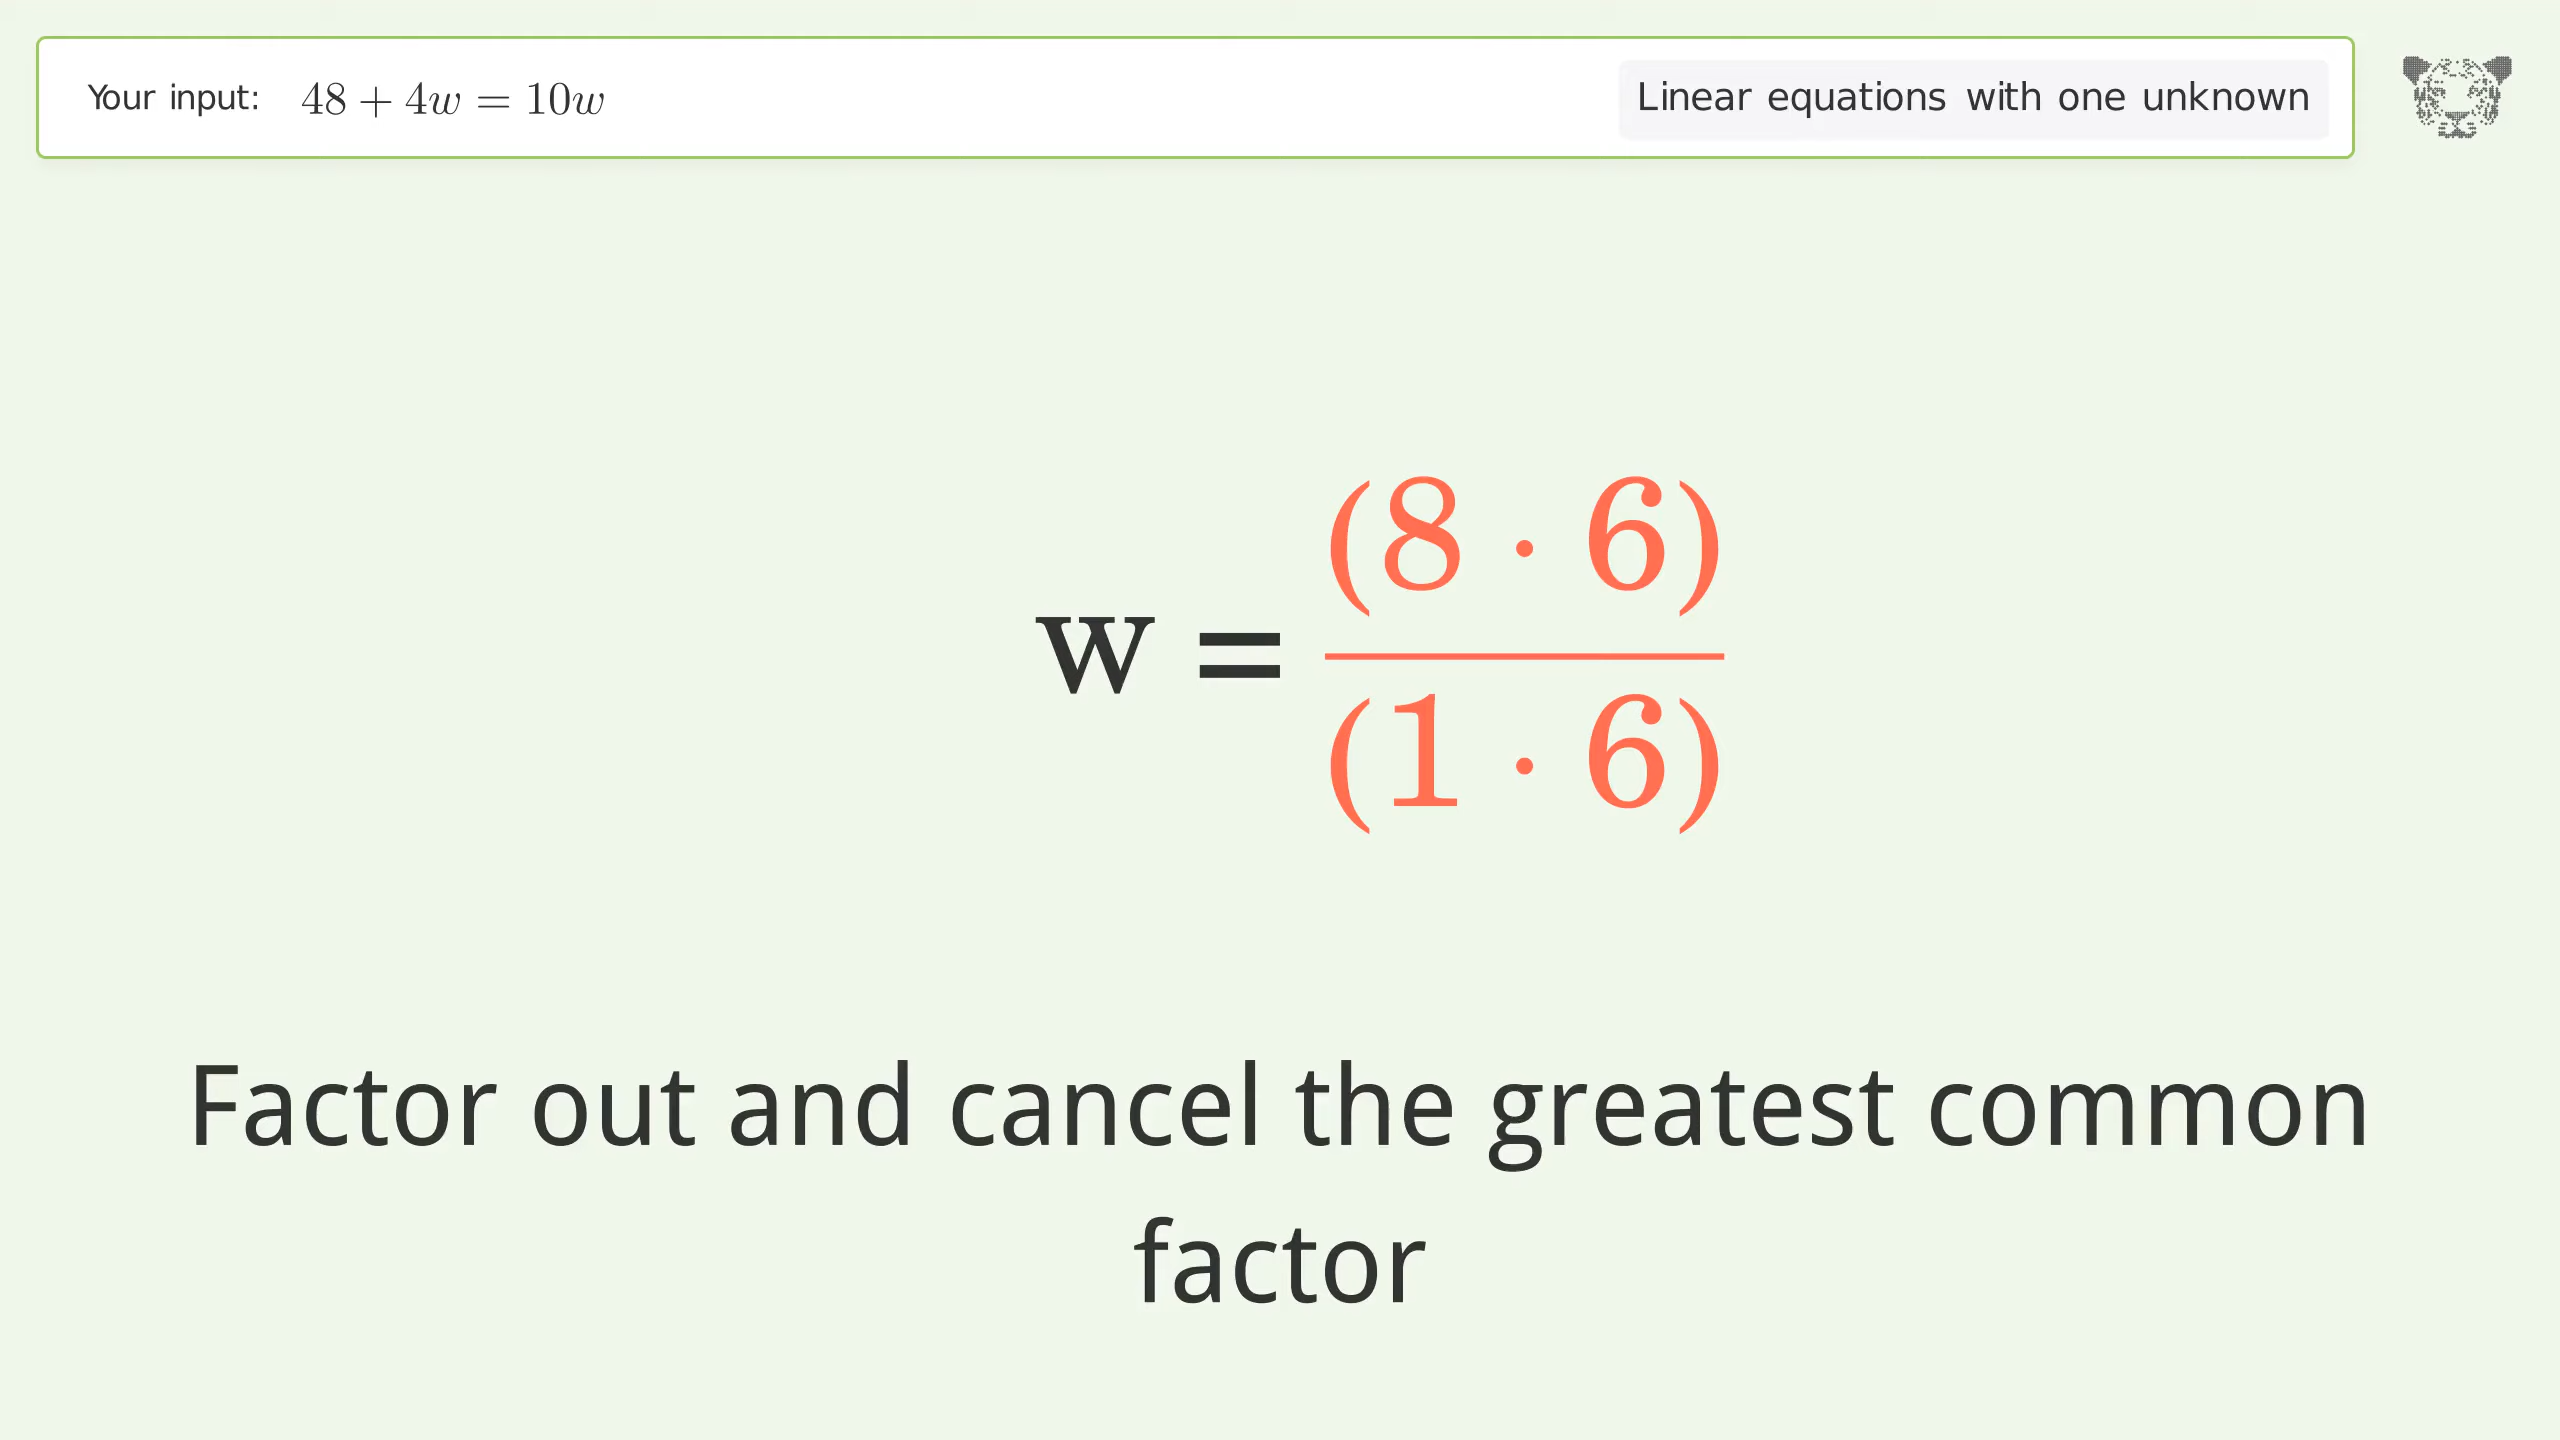 Your input: 48 + 4w = 10w
Linear equations with one unknown
w = (8 · 6)
(1 · 6)
Factor out and cancel the greatest common
factor